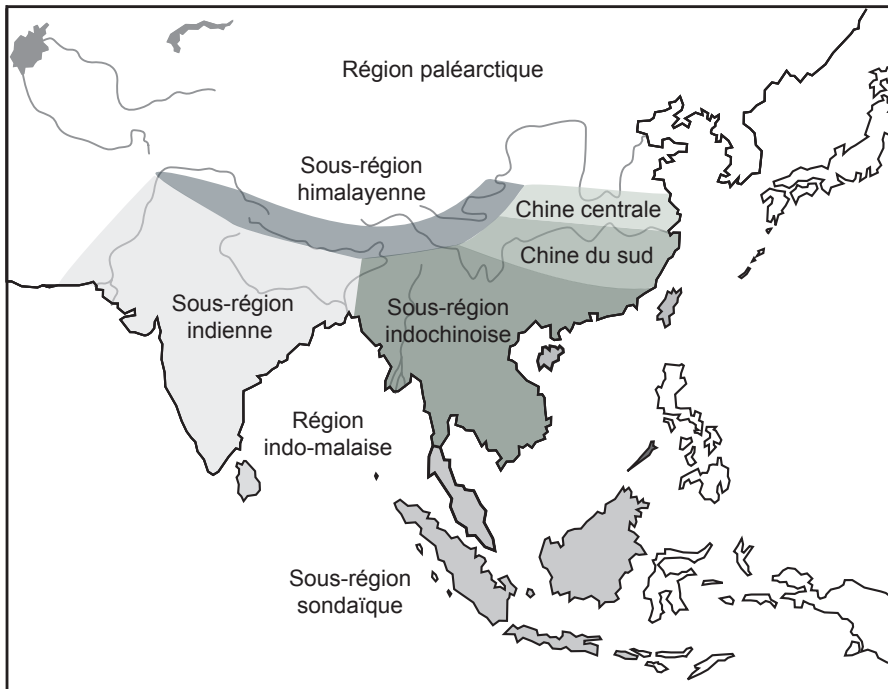 Région paléarctique
Sous-région
himalayenne
Chine centrale
Chine du sud
Sous-région
indienne
Sous-région
indochinoise
Région
indo-malaise
Sous-région
sondaïque